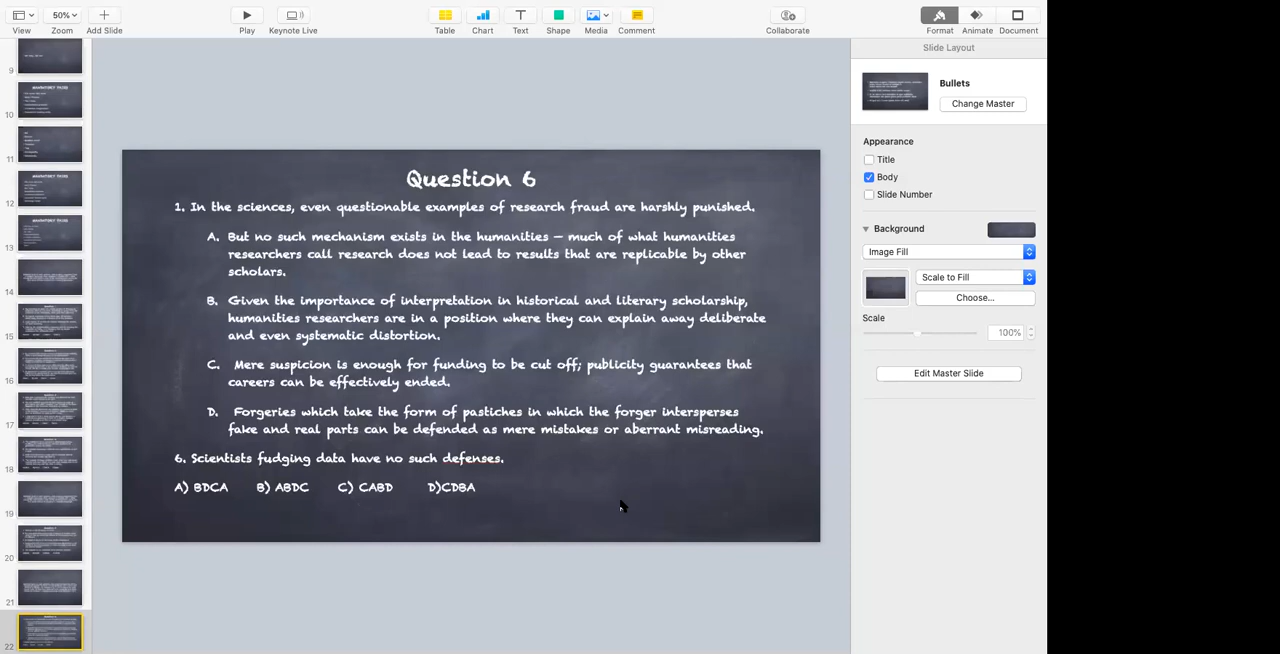 View
50%
Zoom
Add Slide
Play
Keynote Live
Table
Chart
Text
Shape
Media
Comment
Collaborate
Format
Animate
Document
9
10
11
12
13
14
15
16
17
18
19
20
21
22
Question 6
1. In the sciences, even questionable examples of research fraud are harshly punished.
A. But no such mechanism exists in the humanities – much of what humanities
researchers call research does not lead to results that are replicable by other
scholars.
B. Given the importance of interpretation in historical and literary scholarship,
humanities researchers are in a position where they can explain away deliberate
and even systematic distortion.
C. Mere suspicion is enough for funding to be cut off; publicity guarantees that
careers can be effectively ended.
D. Forgeries which take the form of pastiches in which the forger intersperses
fake and real parts can be defended as mere mistakes or aberrant misreading.
6. Scientists fudging data have no such defenses.
A) BDCA B) ABDC C) CABD D)CDBA
Slide Layout
Bullets
Change Master
Appearance
Title
Body
Slide Number
Background
Image Fill
Scale to Fill
Choose...
Scale
100%
Edit Master Slide